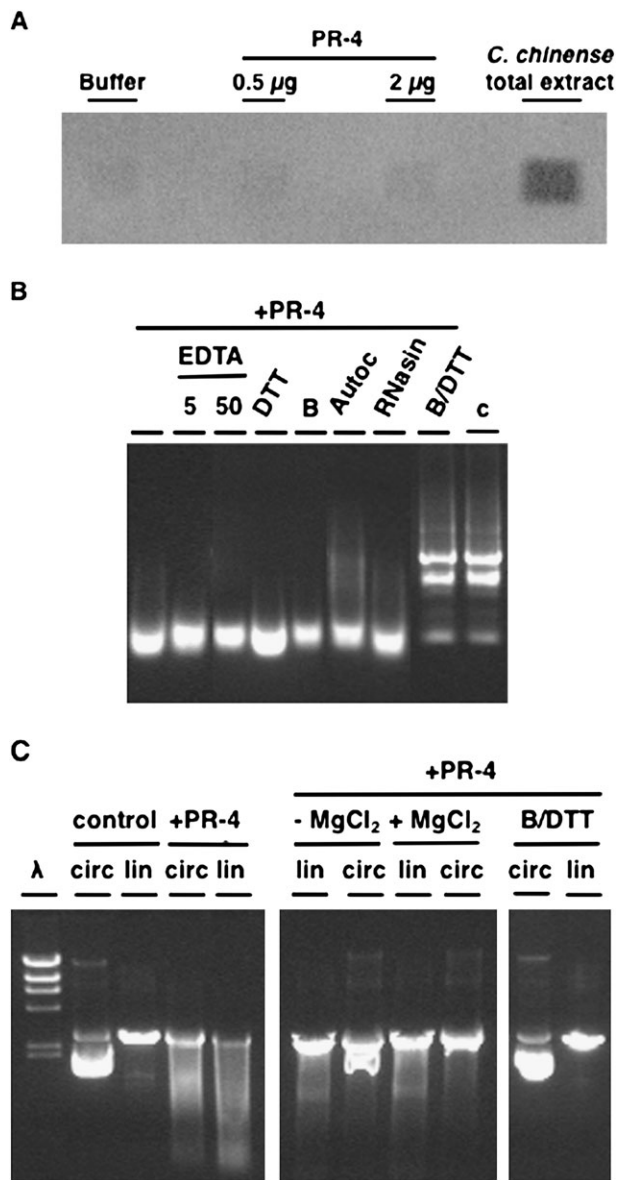 A
PR-4
Buffer 0.5 µg 2 µg C. chinense total extract
B
+PR-4
EDTA
5 50 DTT B Autoc RNasin B/DTT c
C
+PR-4
control +PR-4 - MgCl₂ + MgCl₂ B/DTT
λ circ lin circ lin lin circ lin circ circ lin